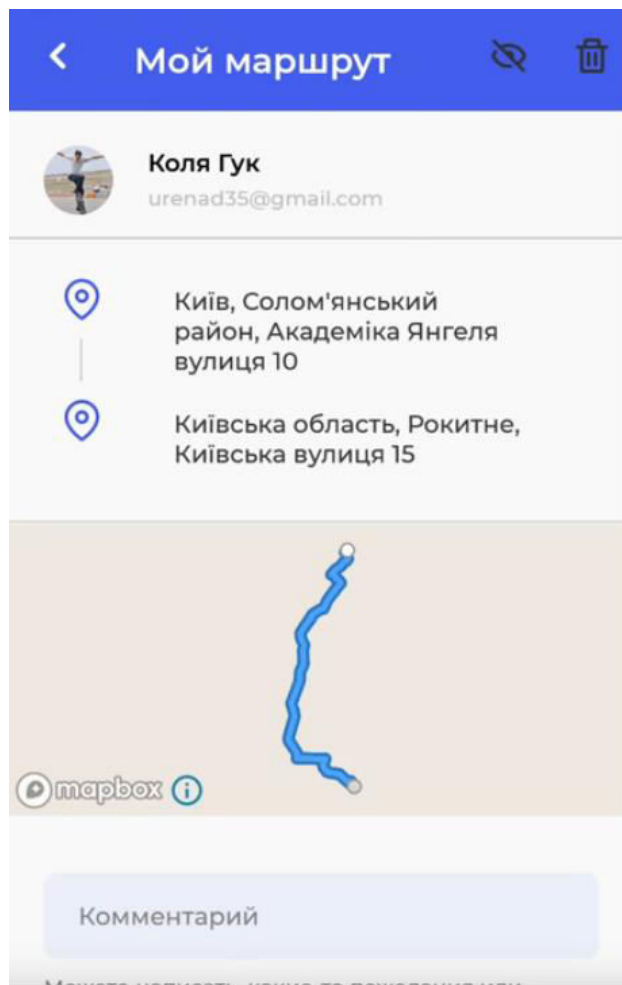 Мой маршрут
Коля Гук
urenad35@gmail.com
Київ, Солом'янський
район, Академіка Янгеля
вулиця 10
Київська область, Рокитне,
Київська вулиця 15
mapbox
Комментарий